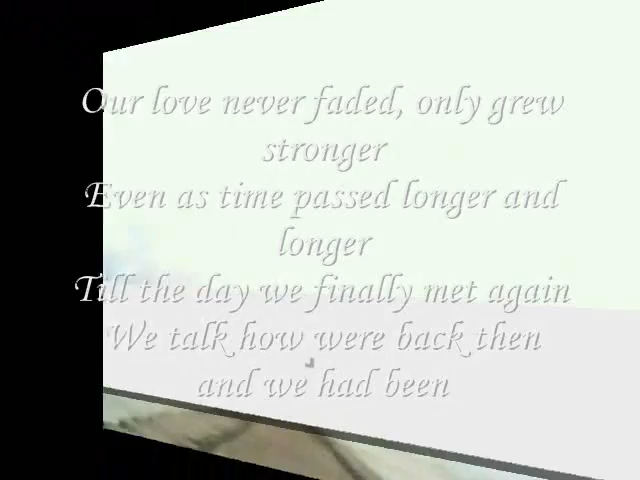 Our love never faded, only grew
stronger
Even as time passed longer and
longer
Till the day we finally met again
We talk how were back then
and we had been